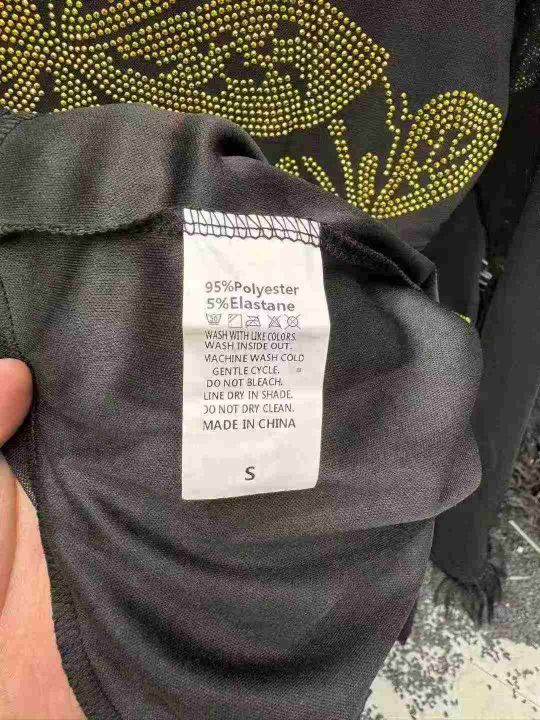 95%Polyester
5%Elastane
WASH WITH LIKE COLORS
WASH INSIDE OUT.
MACHINE WASH COLD
GENTLE CYCLE.
DO NOT BLEACH.
LINE DRY IN SHADE.
DO NOT DRY CLEAN.
MADE IN CHINA
S